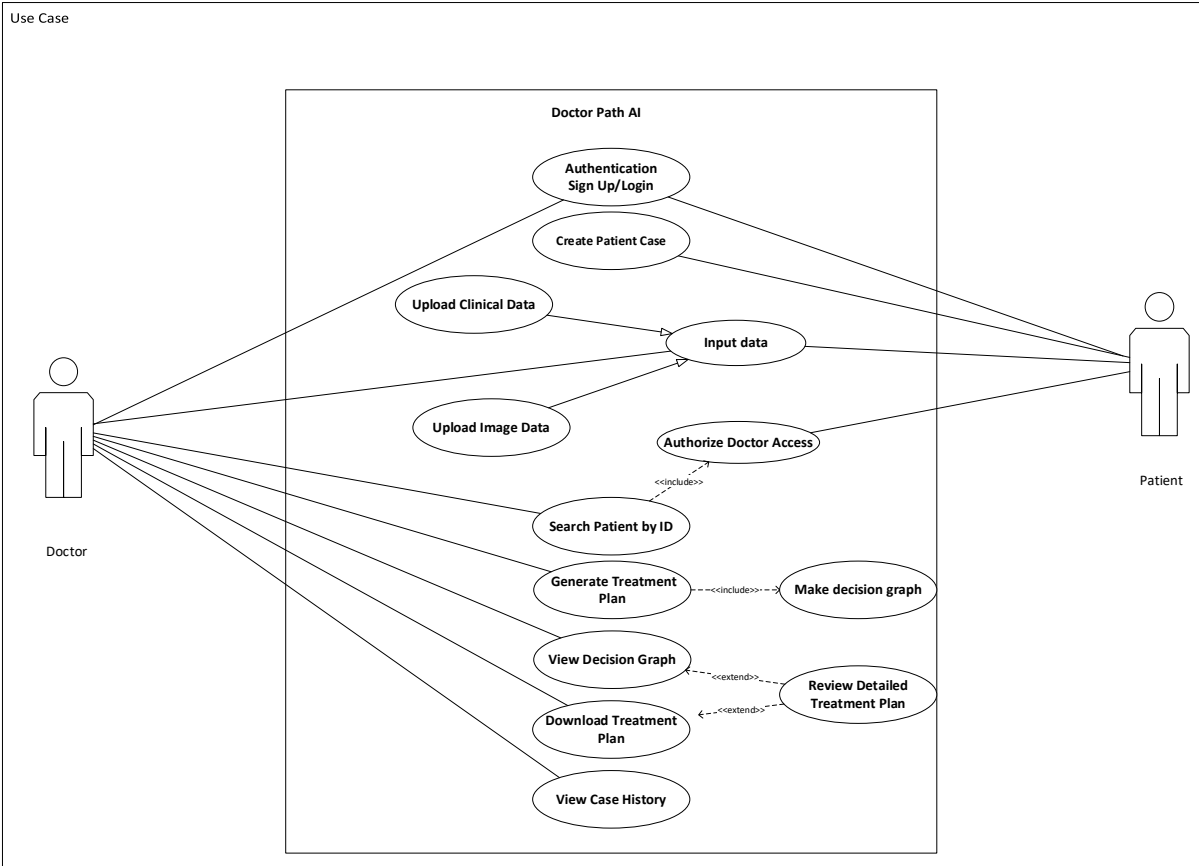 Use Case
Doctor Path AI
Authentication
Sign Up/Login
Create Patient Case
Upload Clinical Data
Input data
Upload Image Data
Authorize Doctor Access
<<include>>
Search Patient by ID
Patient
Doctor
Generate Treatment
Plan
<<include>>
Make decision graph
View Decision Graph
<<extend>>
Review Detailed
Treatment Plan
<<extend>>
Download Treatment
Plan
View Case History